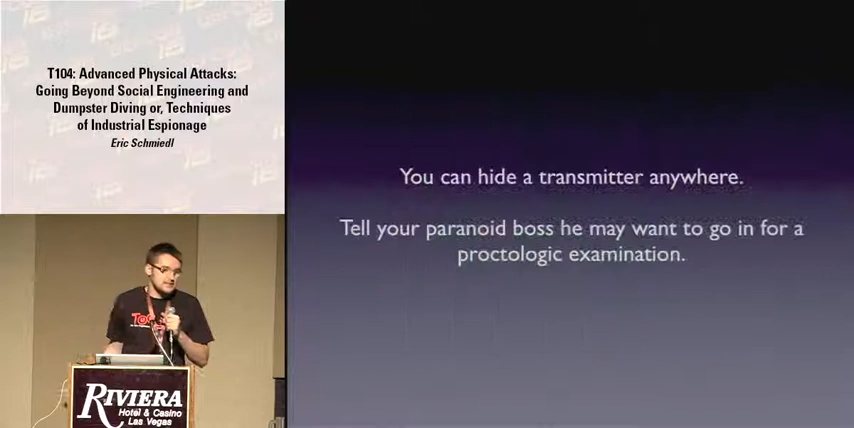 T104: Advanced Physical Attacks:
Going Beyond Social Engineering and
Dumpster Diving or, Techniques
of Industrial Espionage
Eric Schmiedl
You can hide a transmitter anywhere.
Tell your paranoid boss he may want to go in for a
proctologic examination.
RIVIERA
Hotel & Casino
Las Vegas